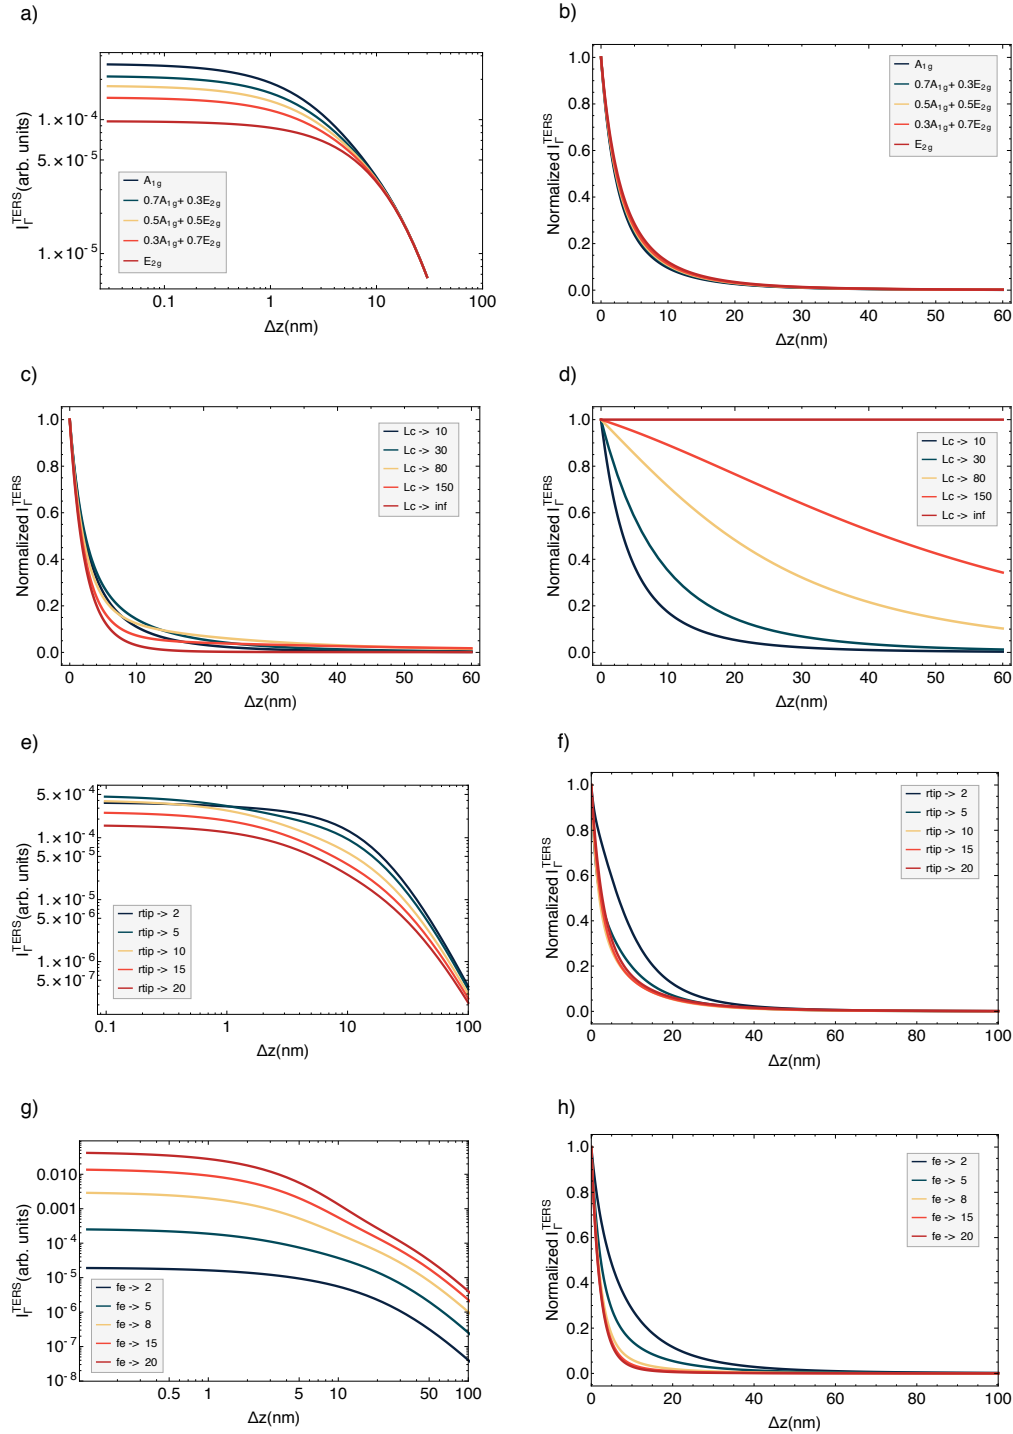 a)
I_Γ^TERS(arb. units)
1.×10⁻⁴
5.×10⁻⁵
1.×10⁻⁵
A₁g
0.7A₁g+ 0.3E₂g
0.5A₁g+ 0.5E₂g
0.3A₁g+ 0.7E₂g
E₂g
0.1 1 10 100
Δz(nm)
b)
Normalized I_Γ^TERS
1.0
0.8
0.6
0.4
0.2
0.0
A₁g
0.7A₁g+ 0.3E₂g
0.5A₁g+ 0.5E₂g
0.3A₁g+ 0.7E₂g
E₂g
0 10 20 30 40 50 60
Δz(nm)
c)
Normalized I_Γ^TERS
1.0
0.8
0.6
0.4
0.2
0.0
Lc -> 10
Lc -> 30
Lc -> 80
Lc -> 150
Lc -> inf
0 10 20 30 40 50 60
Δz(nm)
d)
Normalized I_Γ^TERS
1.0
0.8
0.6
0.4
0.2
0.0
Lc -> 10
Lc -> 30
Lc -> 80
Lc -> 150
Lc -> inf
0 10 20 30 40 50 60
Δz(nm)
e)
I_Γ^TERS(arb. units)
5.×10⁻⁴
1.×10⁻⁴
5.×10⁻⁵
1.×10⁻⁵
5.×10⁻⁶
1.×10⁻⁶
5.×10⁻⁷
rtip -> 2
rtip -> 5
rtip -> 10
rtip -> 15
rtip -> 20
0.1 1 10 100
Δz(nm)
f)
Normalized I_Γ^TERS
1.0
0.8
0.6
0.4
0.2
0.0
rtip -> 2
rtip -> 5
rtip -> 10
rtip -> 15
rtip -> 20
0 20 40 60 80 100
Δz(nm)
g)
I_Γ^TERS(arb. units)
0.010
0.001
10⁻⁴
10⁻⁵
10⁻⁶
10⁻⁷
10⁻⁸
fe -> 2
fe -> 5
fe -> 8
fe -> 15
fe -> 20
0.5 1 5 10 50 100
Δz(nm)
h)
Normalized I_Γ^TERS
1.0
0.8
0.6
0.4
0.2
0.0
fe -> 2
fe -> 5
fe -> 8
fe -> 15
fe -> 20
0 20 40 60 80 100
Δz(nm)